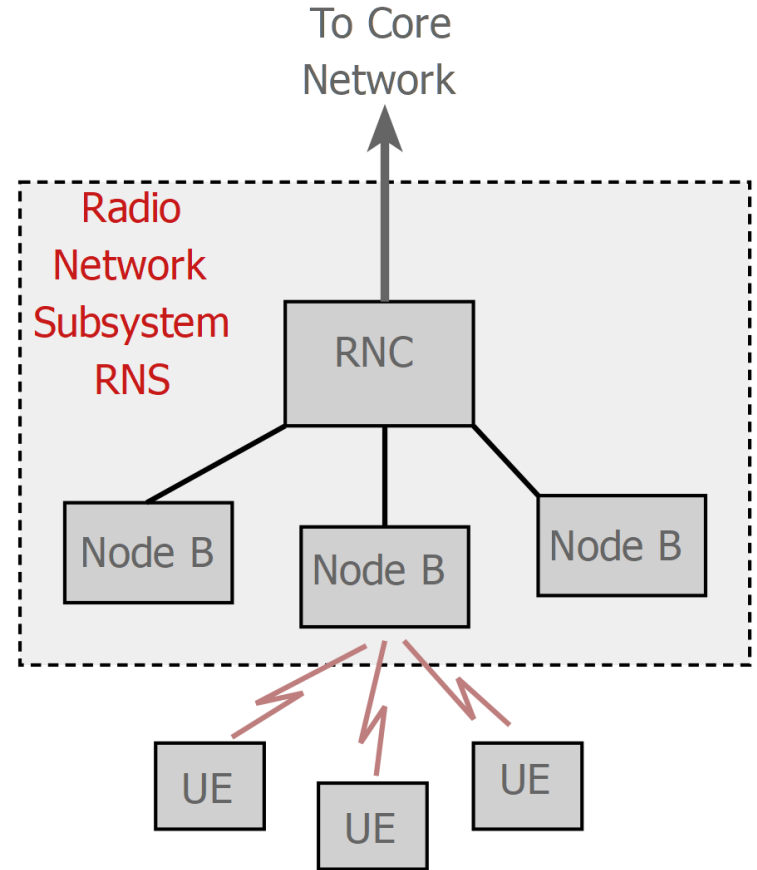 To Core
Network
Radio
Network
Subsystem
RNS
RNC
Node B
Node B
Node B
UE
UE
UE